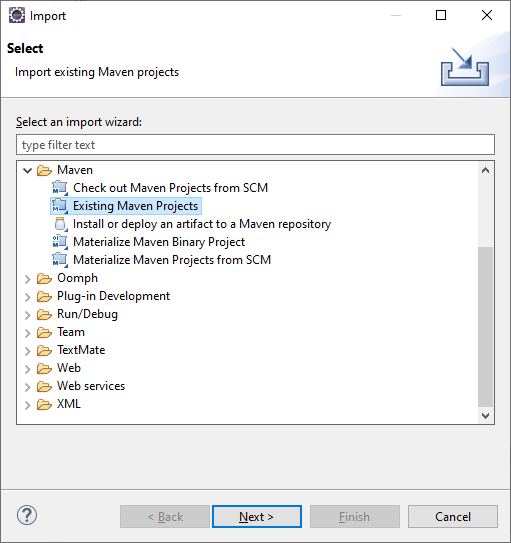 Import
Select
Import existing Maven projects
Select an import wizard:
type filter text
Maven
Check out Maven Projects from SCM
Existing Maven Projects
Install or deploy an artifact to a Maven repository
Materialize Maven Binary Project
Materialize Maven Projects from SCM
Oomph
Plug-in Development
Run/Debug
Team
TextMate
Web
Web services
XML
< Back Next > Finish Cancel